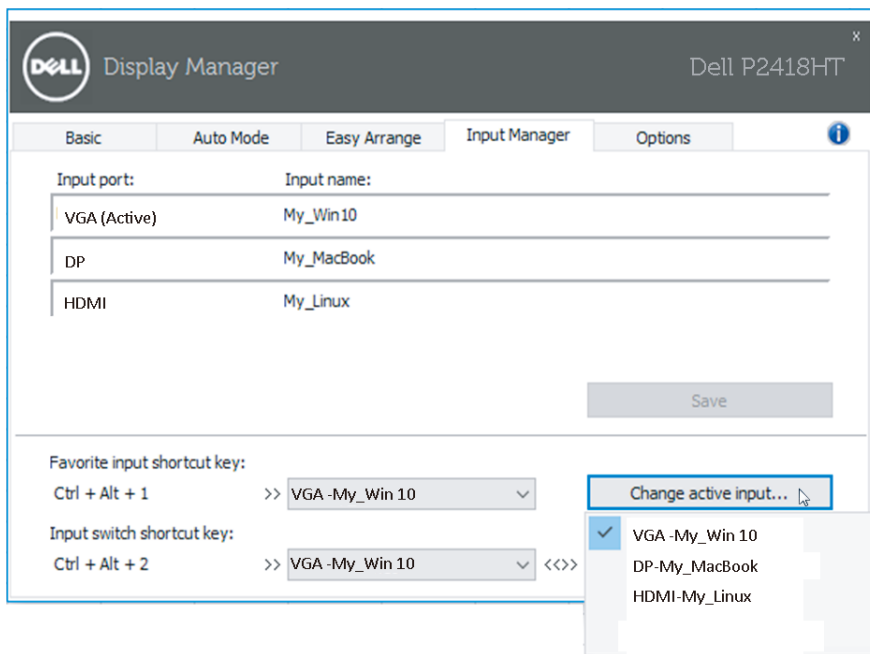 x
DELL Display Manager Dell P2418HT
Basic Auto Mode Easy Arrange Input Manager Options i
Input port: Input name:
VGA (Active) My_Win10
DP My_MacBook
HDMI My_Linux
Save
Favorite input shortcut key:
Ctrl + Alt + 1 >> VGA -My_Win 10 Change active input...
Input switch shortcut key:
VGA -My_Win 10
Ctrl + Alt + 2 >> VGA -My_Win 10 <<>>
DP-My_MacBook
HDMI-My_Linux